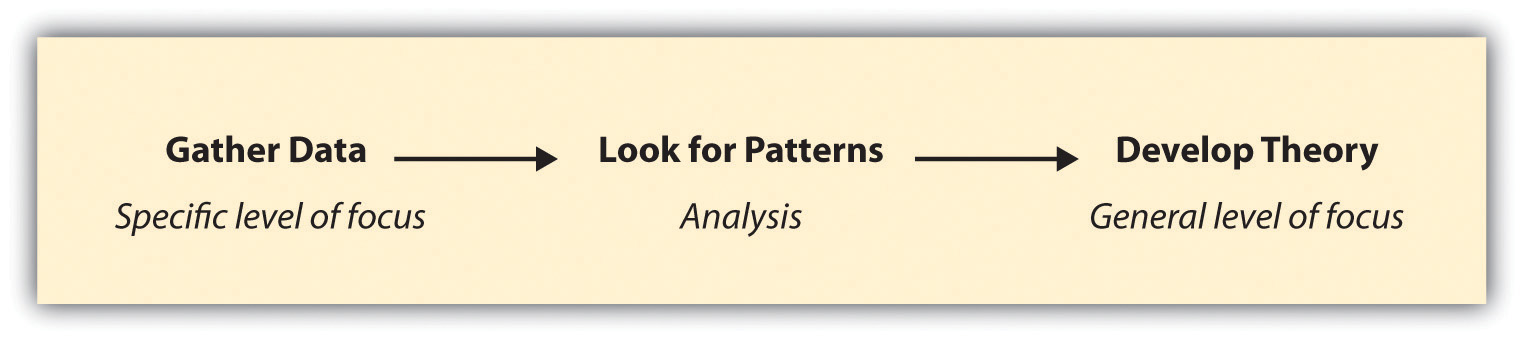 Gather Data Look for Patterns Develop Theory
Specific level of focus Analysis General level of focus